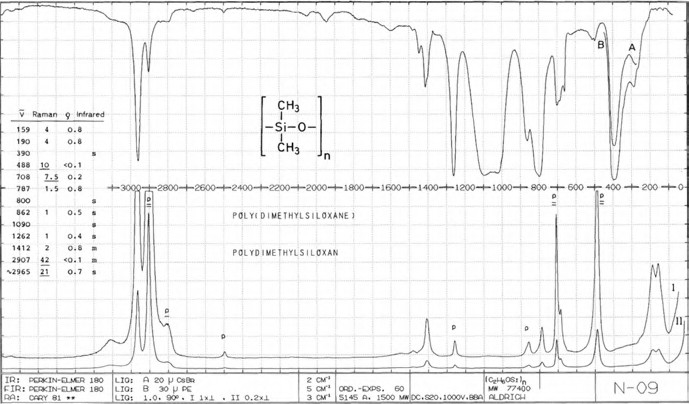 B A
CH3
Si—O
CH3
n
ν̄ Raman ϱ Infrared
159 4 0.8
190 4 0.8
390 s
488 10 <0.1
708 7.5 0.2
787 1.5 0.8
800 s
862 1 0.5 s
1090 s
1262 1 0.4 s
1412 2 0.8 m
2907 42 <0.1 m
~2965 21 0.7 s
3000 2800 2600 2400 2200 2000 1800 1600 1400 1200 1000 800 600 400 200 0
POLY(DIMETHYLSILOXANE)
POLYDIMETHYLSILOXAN
p p p p p p p
I
II
IR: PERKIN-ELMER 180 LIG: A 20 µ CsBr 2 CM⁻¹ (C2H6OSi)n
FIR: PERKIN-ELMER 180 LIG: B 30 µ PE 5 CM⁻¹ ORD.-EXPS. 60 MW 77400
RA: CARY 81 ** LIG: 1.0. 90°. I 1x1 . II 0.2x1 3 CM⁻¹ 5145 A. 1500 MW DC.S20.1000V.88A ALDRICH
N-09